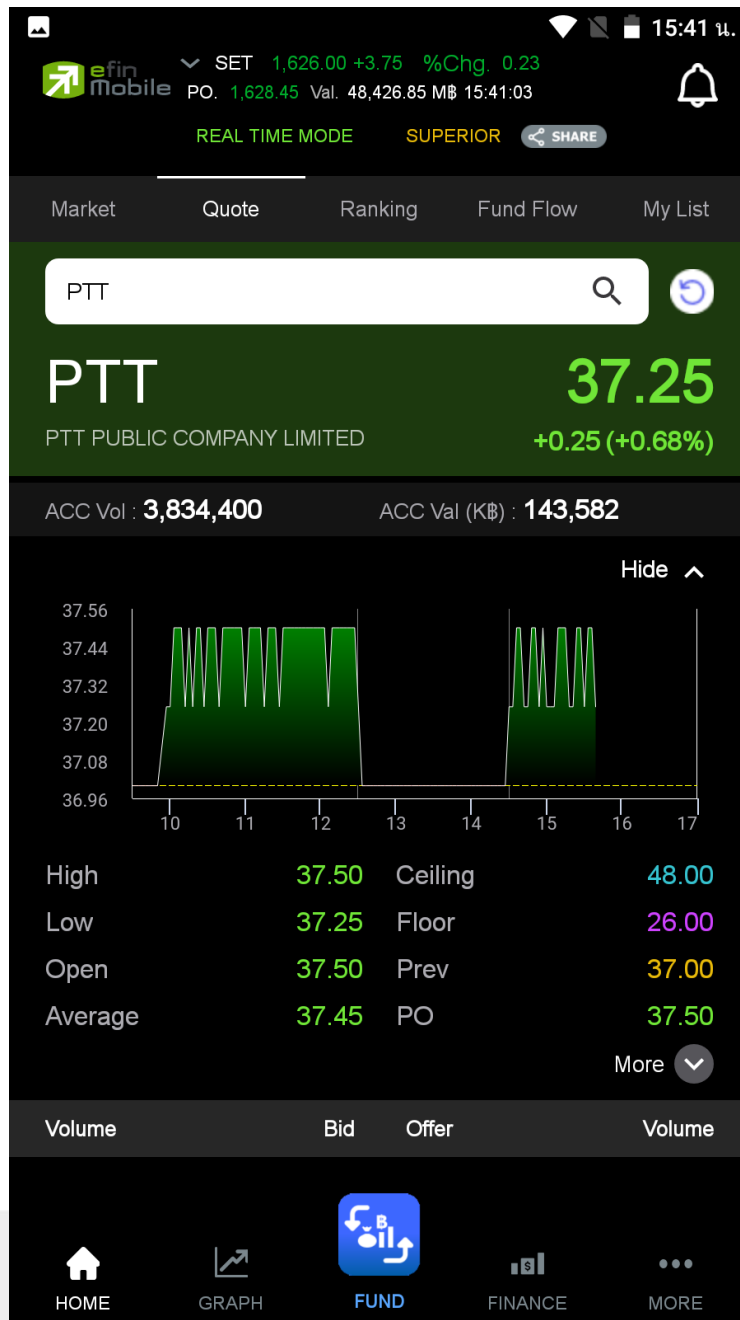 15:41 น.
efin Mobile
SET 1,626.00 +3.75 %Chg. 0.23
PO. 1,628.45 Val. 48,426.85 M฿ 15:41:03
REAL TIME MODE SUPERIOR SHARE
Market Quote Ranking Fund Flow My List
PTT
PTT 37.25
PTT PUBLIC COMPANY LIMITED +0.25 (+0.68%)
ACC Vol : 3,834,400 ACC Val (K฿) : 143,582
Hide
37.56
37.44
37.32
37.20
37.08
36.96
10 11 12 13 14 15 16 17
High 37.50 Ceiling 48.00
Low 37.25 Floor 26.00
Open 37.50 Prev 37.00
Average 37.45 PO 37.50
More
Volume Bid Offer Volume
฿
Oil
$
HOME GRAPH FUND FINANCE MORE